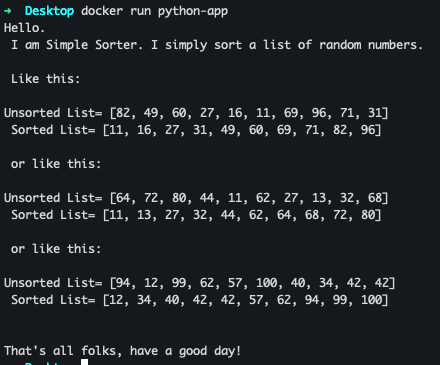 ➜ Desktop docker run python-app
Hello.
I am Simple Sorter. I simply sort a list of random numbers.
Like this:
Unsorted List= [82, 49, 60, 27, 16, 11, 69, 96, 71, 31]
Sorted List= [11, 16, 27, 31, 49, 60, 69, 71, 82, 96]
or like this:
Unsorted List= [64, 72, 80, 44, 11, 62, 27, 13, 32, 68]
Sorted List= [11, 13, 27, 32, 44, 62, 64, 68, 72, 80]
or like this:
Unsorted List= [94, 12, 99, 62, 57, 100, 40, 34, 42, 42]
Sorted List= [12, 34, 40, 42, 42, 57, 62, 94, 99, 100]
That's all folks, have a good day!